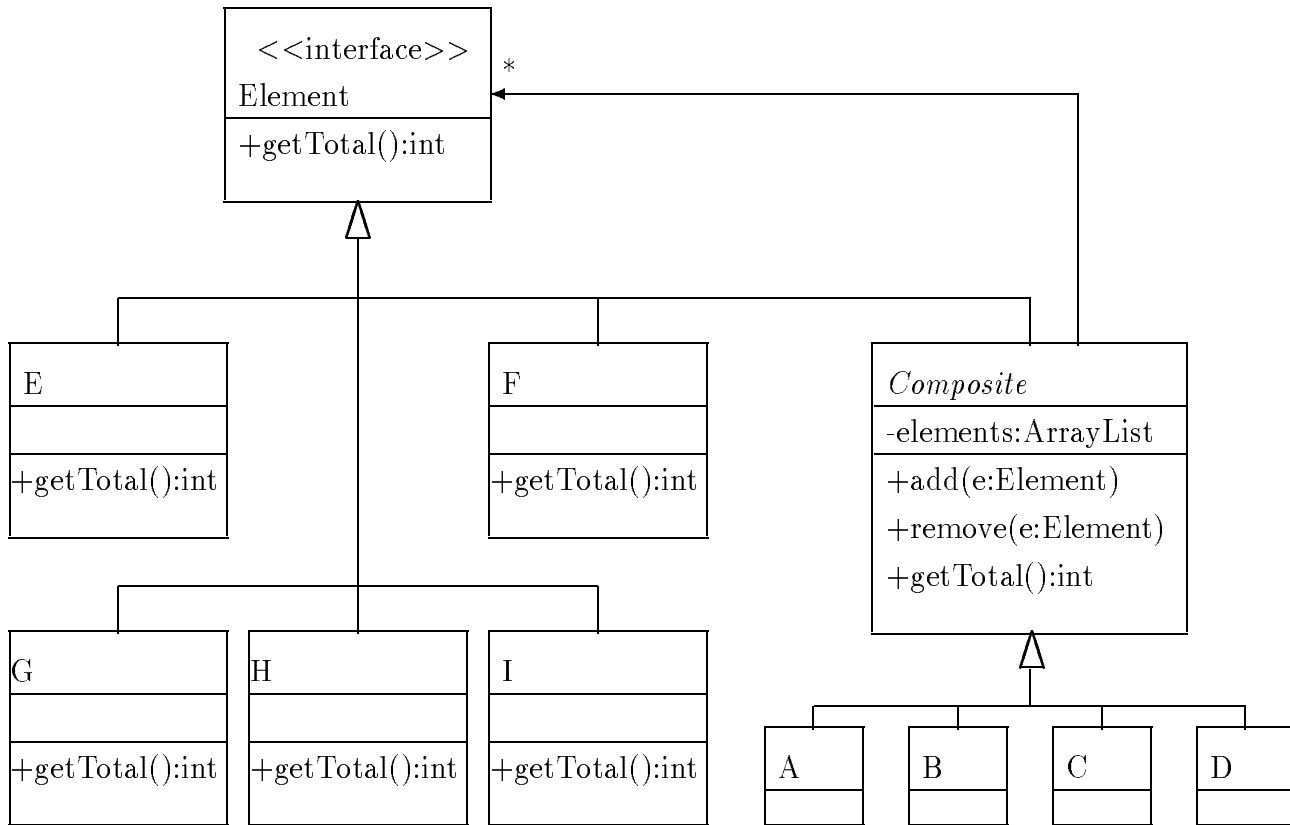 <<interface>>
Element
+getTotal():int
*
E
+getTotal():int
F
+getTotal():int
Composite
-elements:ArrayList
+add(e:Element)
+remove(e:Element)
+getTotal():int
G
+getTotal():int
H
+getTotal():int
I
+getTotal():int
A
B
C
D